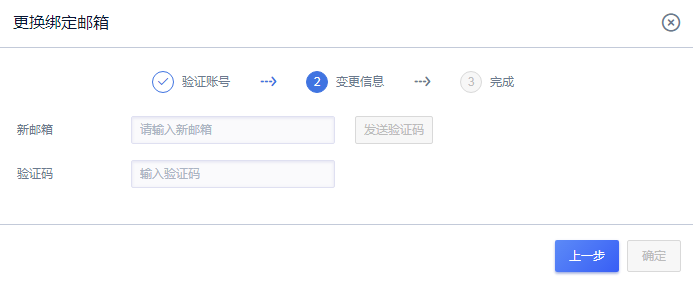 更换绑定邮箱
验证账号 2 变更信息 3 完成
新邮箱 请输入新邮箱 发送验证码
验证码 输入验证码
上一步 确定